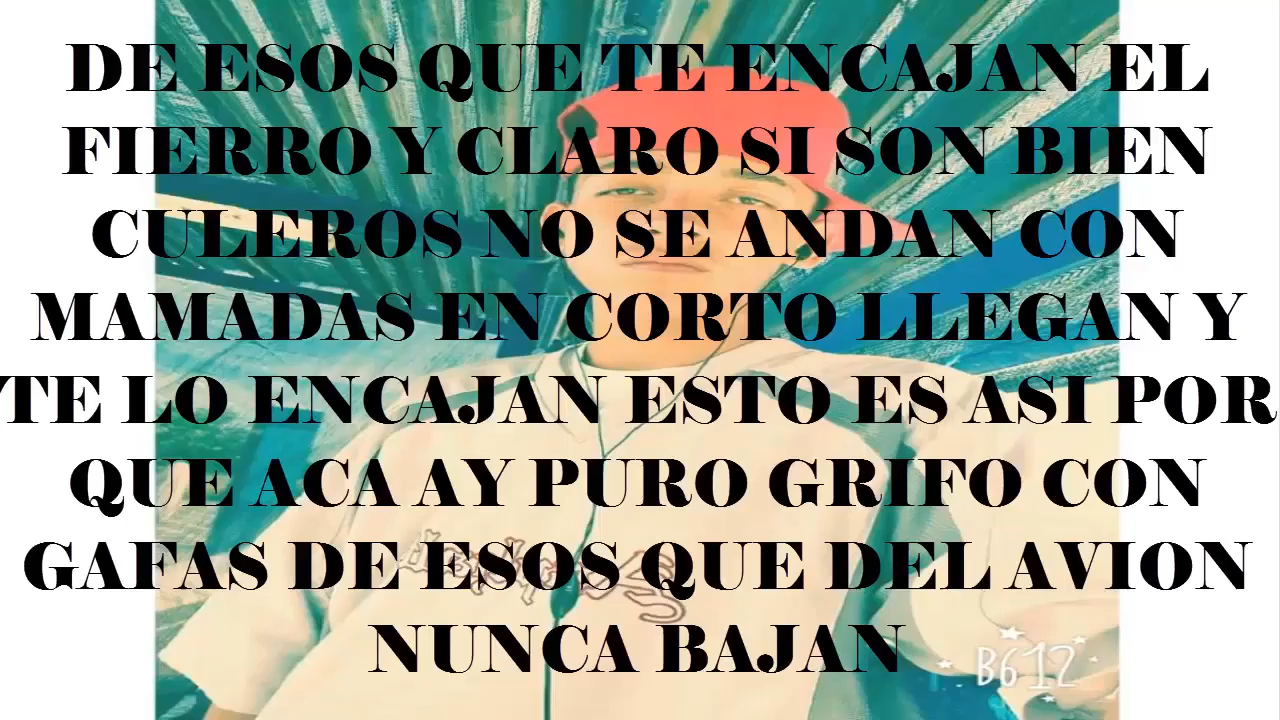 DE ESOS QUE TE ENCAJAN EL
FIERRO Y CLARO SI SON BIEN
CULEROS NO SE ANDAN CON
MAMADAS EN CORTO LLEGAN Y
TE LO ENCAJAN ESTO ES ASI POR
QUE ACA AY PURO GRIFO CON
GAFAS DE ESOS QUE DEL AVION
NUNCA BAJAN
B612